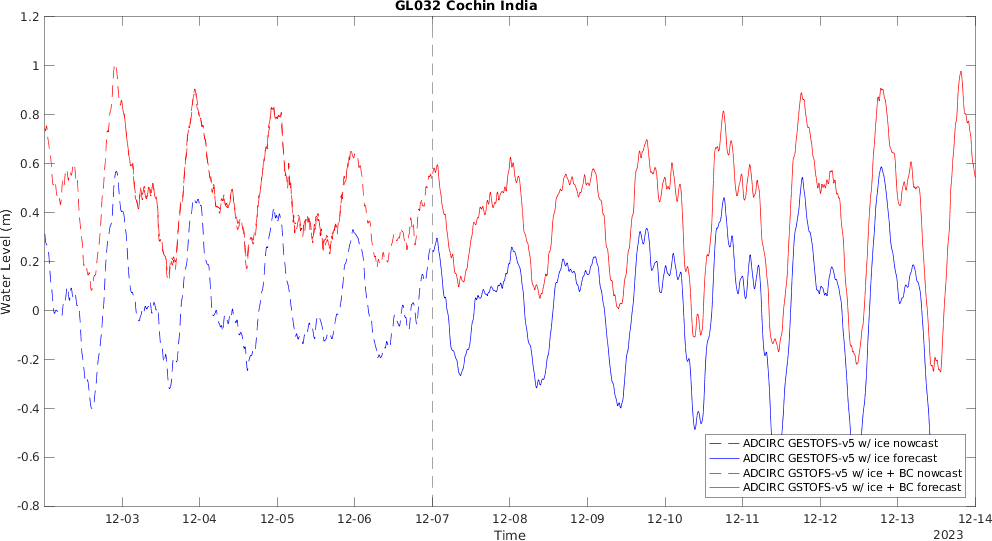 GL032 Cochin India
Water Level (m)
1.2
1
0.8
0.6
0.4
0.2
0
-0.2
-0.4
-0.6
-0.8
ADCIRC GESTOFS-v5 w/ ice nowcast
ADCIRC GESTOFS-v5 w/ ice forecast
ADCIRC GSTOFS-v5 w/ ice + BC nowcast
ADCIRC GSTOFS-v5 w/ ice + BC forecast
12-03 12-04 12-05 12-06 12-07 12-08 12-09 12-10 12-11 12-12 12-13 12-14
Time
2023